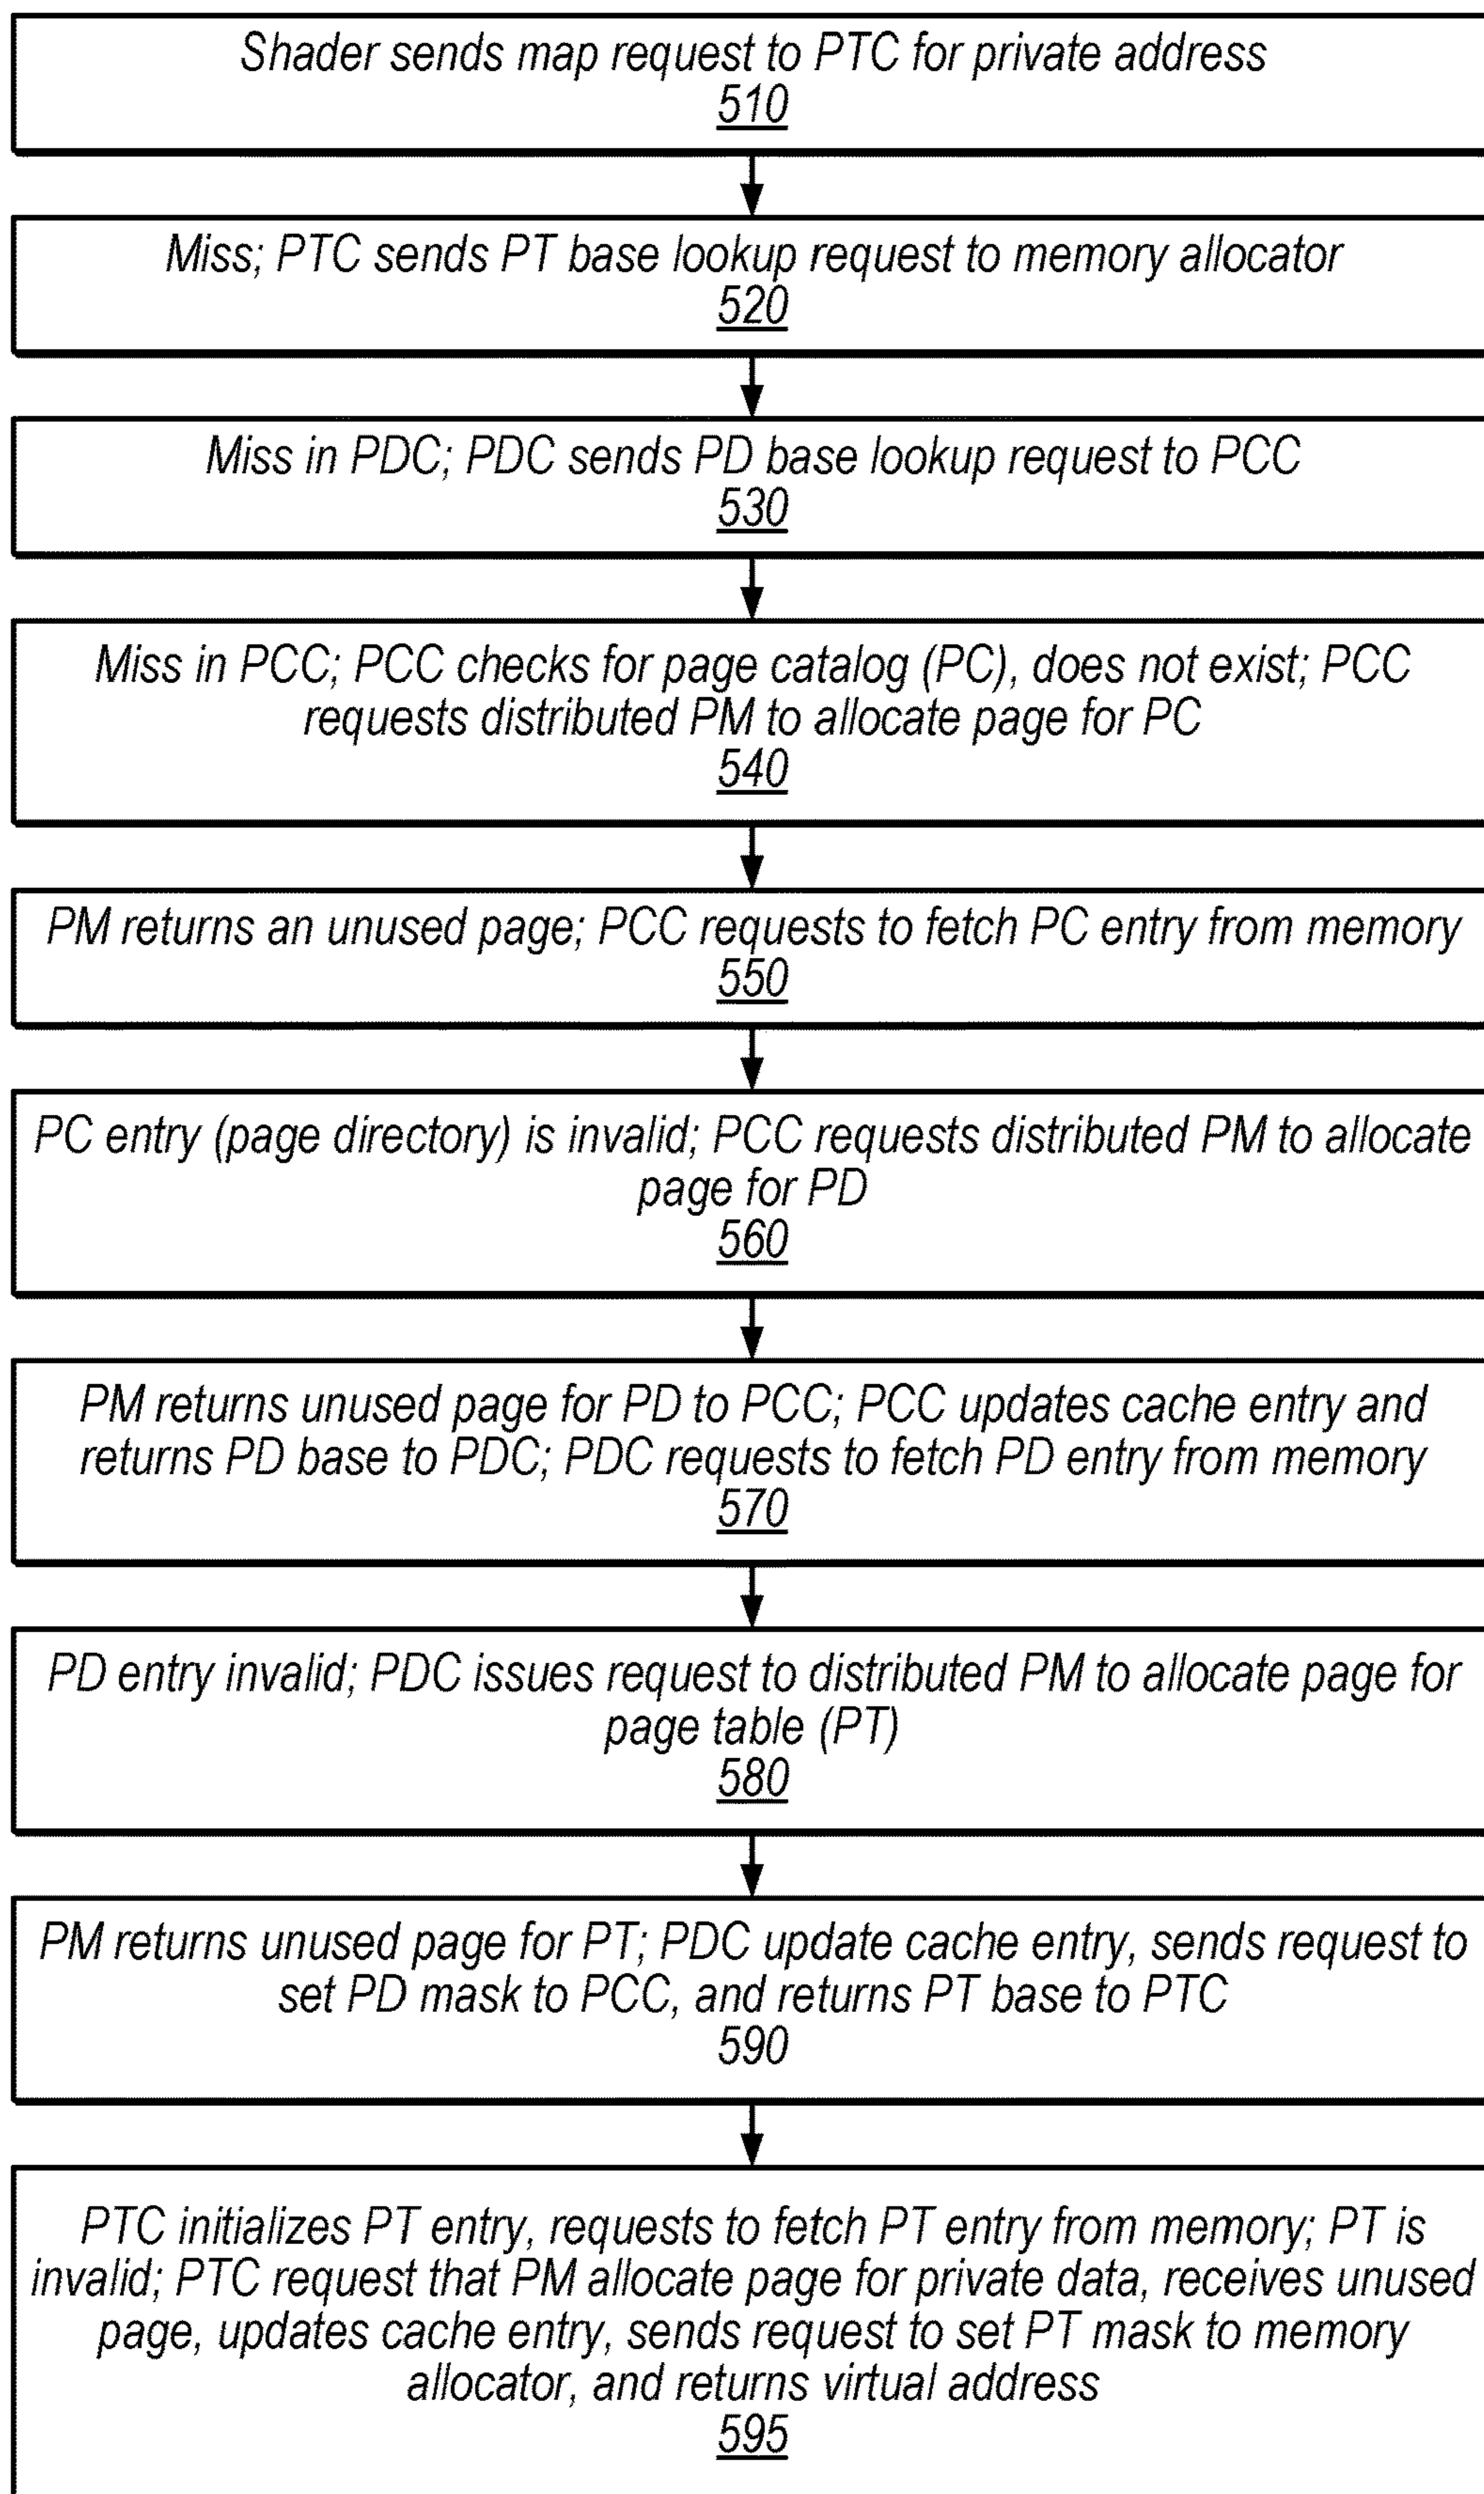 Shader sends map request to PTC for private address
510
Miss; PTC sends PT base lookup request to memory allocator
520
Miss in PDC; PDC sends PD base lookup request to PCC
530
Miss in PCC; PCC checks for page catalog (PC), does not exist; PCC
requests distributed PM to allocate page for PC
540
PM returns an unused page; PCC requests to fetch PC entry from memory
550
PC entry (page directory) is invalid; PCC requests distributed PM to allocate
page for PD
560
PM returns unused page for PD to PCC; PCC updates cache entry and
returns PD base to PDC; PDC requests to fetch PD entry from memory
570
PD entry invalid; PDC issues request to distributed PM to allocate page for
page table (PT)
580
PM returns unused page for PT; PDC update cache entry, sends request to
set PD mask to PCC, and returns PT base to PTC
590
PTC initializes PT entry, requests to fetch PT entry from memory; PT is
invalid; PTC request that PM allocate page for private data, receives unused
page, updates cache entry, sends request to set PT mask to memory
allocator, and returns virtual address
595